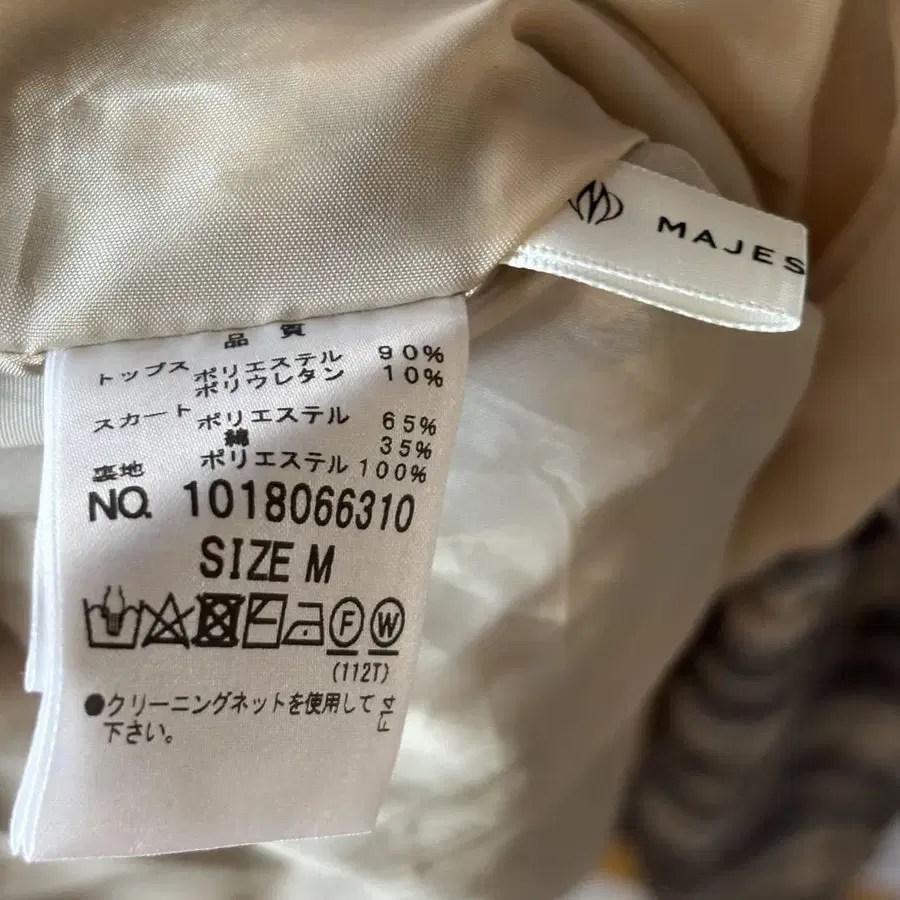 MAJES
品質
トップス ポリエステル 90%
ポリウレタン 10%
スカート ポリエステル 65%
綿 35%
裏地 ポリエステル 100%
NO. 1018066310
SIZE M
F W
(112T)
●クリーニングネットを使用して
下さい。